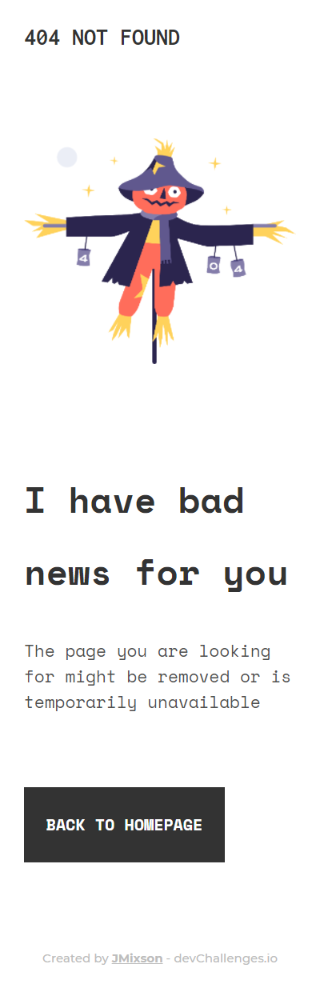 404 NOT FOUND
4
0
4
I have bad
news for you
The page you are looking
for might be removed or is
temporarily unavailable
BACK TO HOMEPAGE
Created by JMixson - devChallenges.io